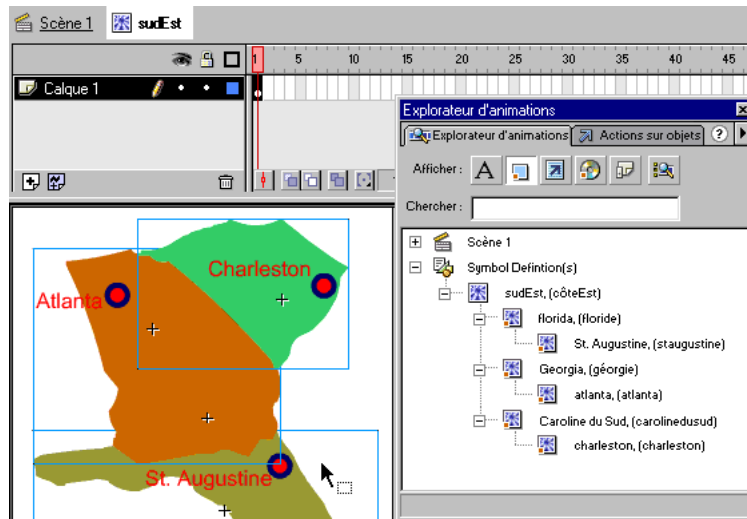 Scène 1 sudEst
1 5 10 15 20 25 30 35 40 45
Calque 1
Explorateur d'animations
Explorateur d'animations Actions sur objets ?
Afficher : A
Chercher :
Scène 1
Symbol Defintion(s)
sudEst, (côteEst)
florida, (floride)
St. Augustine, (staugustine)
Georgia, (géorgie)
atlanta, (atlanta)
Caroline du Sud, (carolinedusud)
charleston, (charleston)
Charleston
Atlanta
St. Augustine